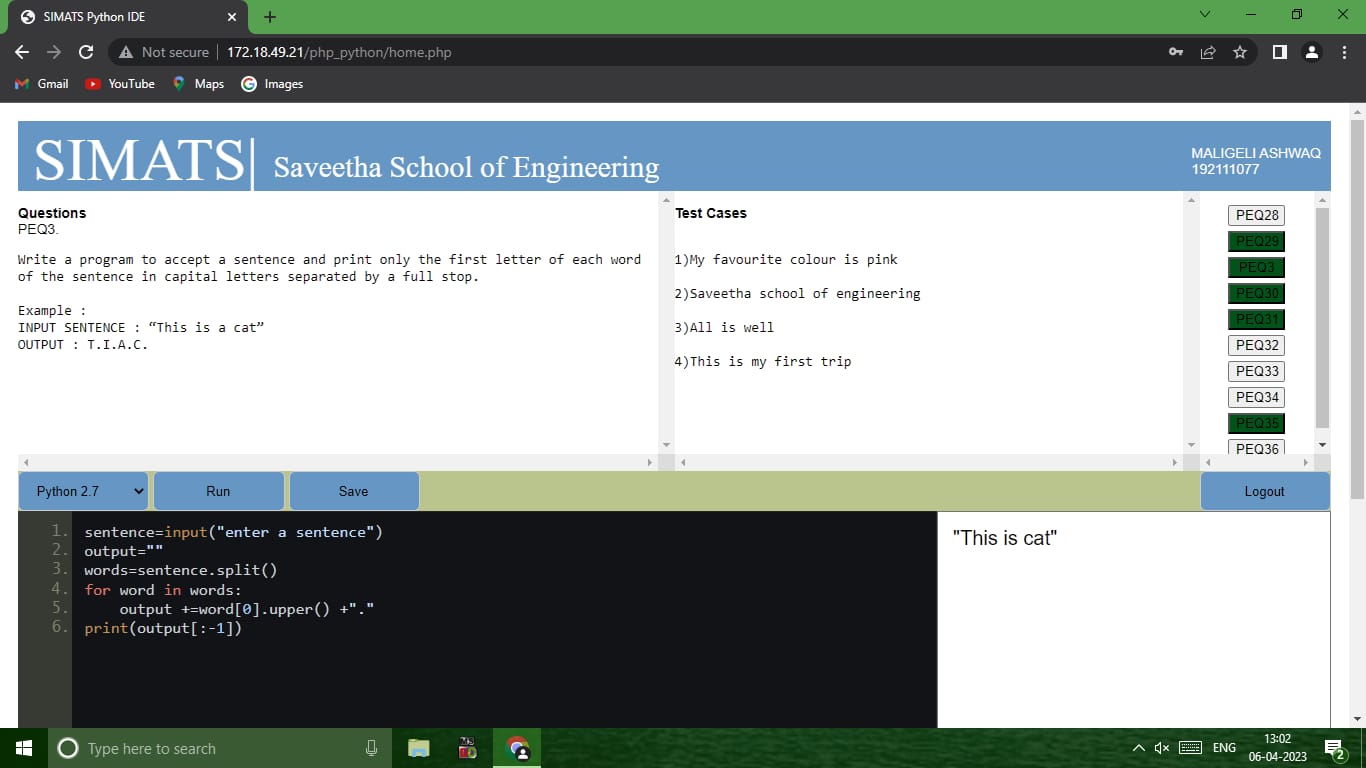 SIMATS Python IDE
Not secure
172.18.49.21/php_python/home.php
Gmail
YouTube
Maps
Images
SIMATS| Saveetha School of Engineering
MALIGELI ASHWAQ
192111077
Questions
PEQ3.
Write a program to accept a sentence and print only the first letter of each word
of the sentence in capital letters separated by a full stop.
Example :
INPUT SENTENCE : “This is a cat”
OUTPUT : T.I.A.C.
Test Cases
1)My favourite colour is pink
2)Saveetha school of engineering
3)All is well
4)This is my first trip
PEQ28
PEQ29
PEQ3
PEQ30
PEQ31
PEQ32
PEQ33
PEQ34
PEQ35
PEQ36
Python 2.7
Run
Save
Logout
1. sentence=input("enter a sentence")
2. output=""
3. words=sentence.split()
4. for word in words:
5.     output +=word[0].upper() +"."
6. print(output[:-1])
"This is cat"
Type here to search
ENG
13:02
06-04-2023
2